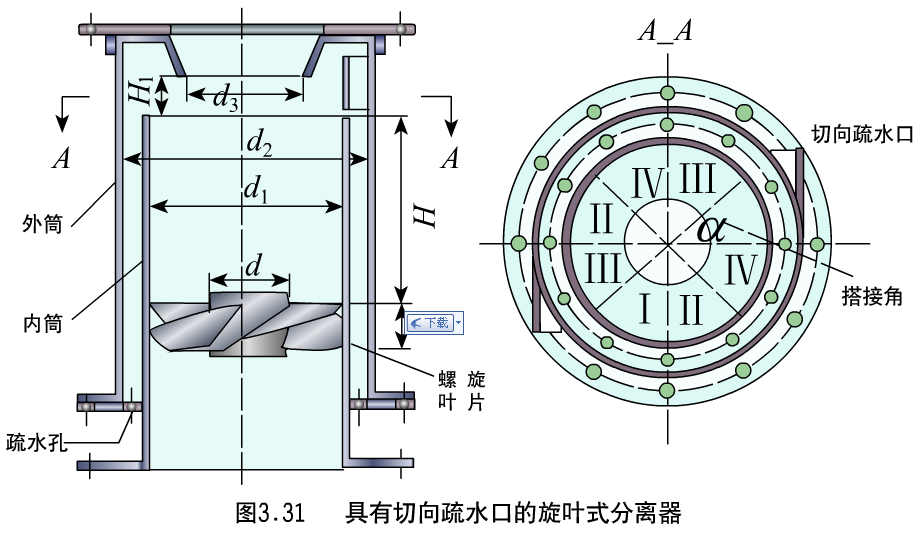 A_A
H₁
d₃
A
A
d₂
切向疏水口
外筒
d₁
H
IV
III
II
α
d
III
IV
搭接角
内筒
下载
I
II
螺旋
叶片
疏水孔
图3.31 具有切向疏水口的旋叶式分离器